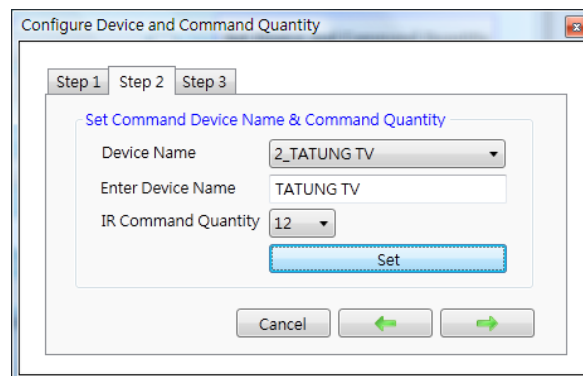 Configure Device and Command Quantity
Step 1 Step 2 Step 3
Set Command Device Name & Command Quantity
Device Name 2_TATUNG TV
Enter Device Name TATUNG TV
IR Command Quantity 12
Set
Cancel